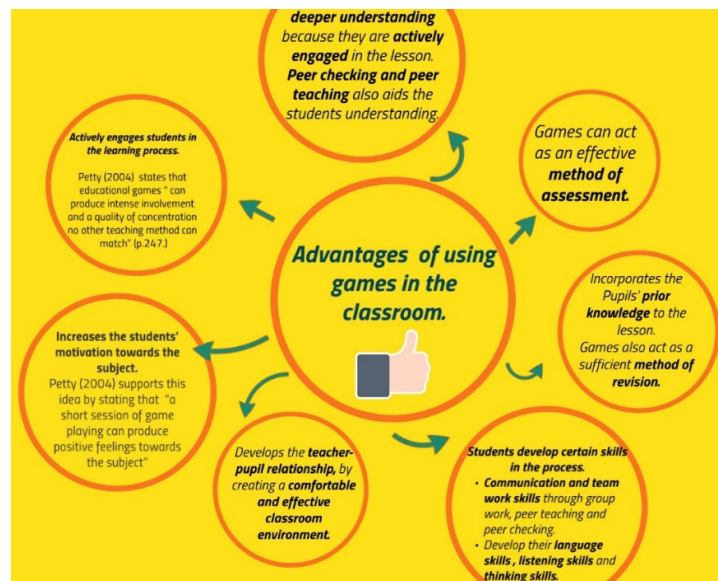 deeper understanding
because they are actively
engaged in the lesson.
Peer checking and peer
teaching also aids the
students understanding.
Actively engages students in
the learning process.
Petty (2004) states that
educational games " can
produce intense involvement
and a quality of concentration
no other teaching method can
match" (p.247.)
Games can act
as an effective
method of
assessment.
Advantages of using
games in the
classroom.
Incorporates the
Pupils' prior
knowledge to the
lesson.
Games also act as a
sufficient method of
revision.
Increases the students'
motivation towards the
subject.
Petty (2004) supports this
idea by stating that "a
short session of game
playing can produce
positive feelings towards
the subject"
Develops the teacher-
pupil relationship, by
creating a comfortable
and effective
classroom
environment.
Students develop certain skills
in the process.
• Communication and team
work skills through group
work, peer teaching and
peer checking.
• Develop their language
skills , listening skills and
thinking skills.